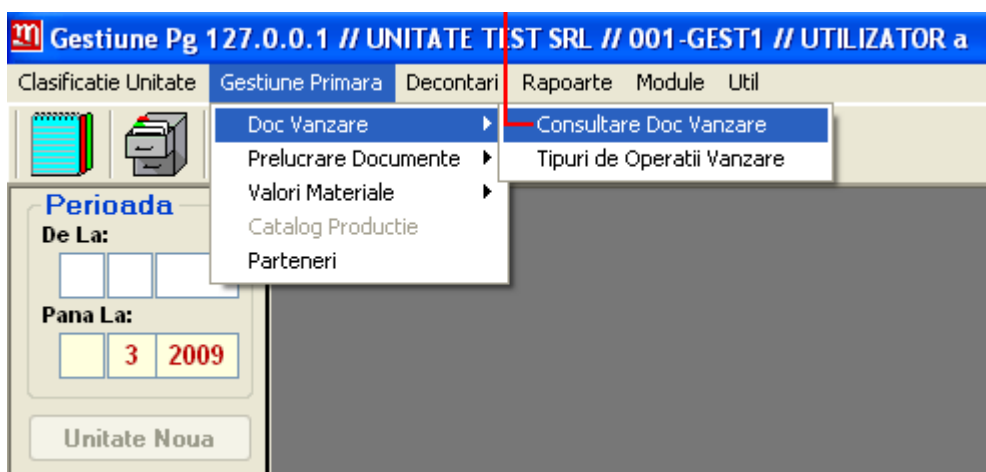 Gestiune Pg 127.0.0.1 // UNITATE TEST SRL // 001-GEST1 // UTILIZATOR a
Clasificatie Unitate Gestiune Primara Decontari Rapoarte Module Util
Doc Vanzare Consultare Doc Vanzare
Prelucrare Documente Tipuri de Operatii Vanzare
Valori Materiale
Catalog Productie
Parteneri
Perioada
De La:
Pana La:
3 2009
Unitate Noua